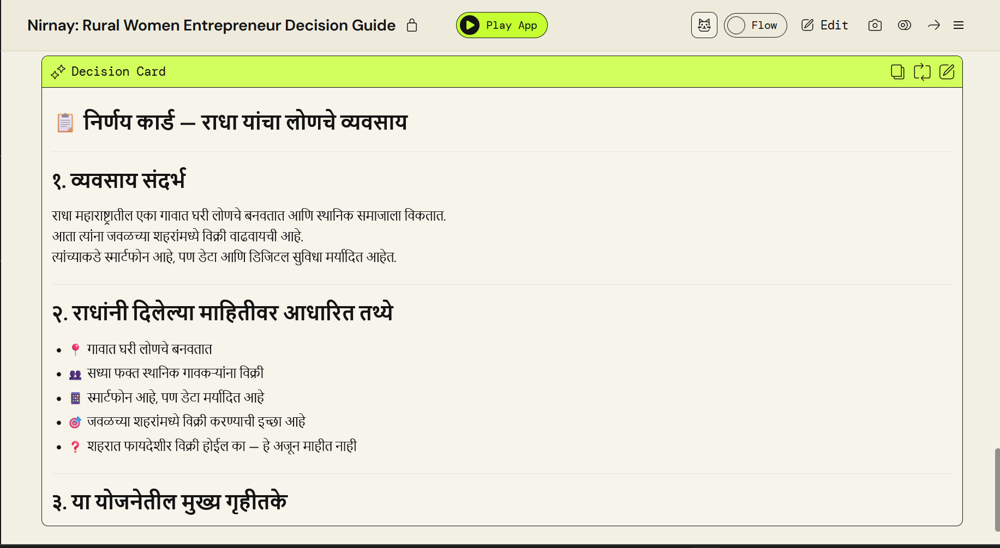 Nirnay: Rural Women Entrepreneur Decision Guide
Play App
Flow
Edit
Decision Card
निर्णय कार्ड — राधा यांचा लोणचे व्यवसाय
१. व्यवसाय संदर्भ
राधा महाराष्ट्रातील एका गावात घरी लोणचे बनवतात आणि स्थानिक समाजाला विकतात.
आता त्यांना जवळच्या शहरांमध्ये विक्री वाढवायची आहे.
त्यांच्याकडे स्मार्टफोन आहे, पण डेटा आणि डिजिटल सुविधा मर्यादित आहेत.
२. राधांनी दिलेल्या माहितीवर आधारित तथ्ये
• 📍 गावात घरी लोणचे बनवतात
• 👥 सध्या फक्त स्थानिक गावकऱ्यांना विक्री
• 📱 स्मार्टफोन आहे, पण डेटा मर्यादित आहे
• 🎯 जवळच्या शहरांमध्ये विक्री करण्याची इच्छा आहे
• ❓ शहरात फायदेशीर विक्री होईल का — हे अजून माहीत नाही
३. या योजनेतील मुख्य गृहीतके